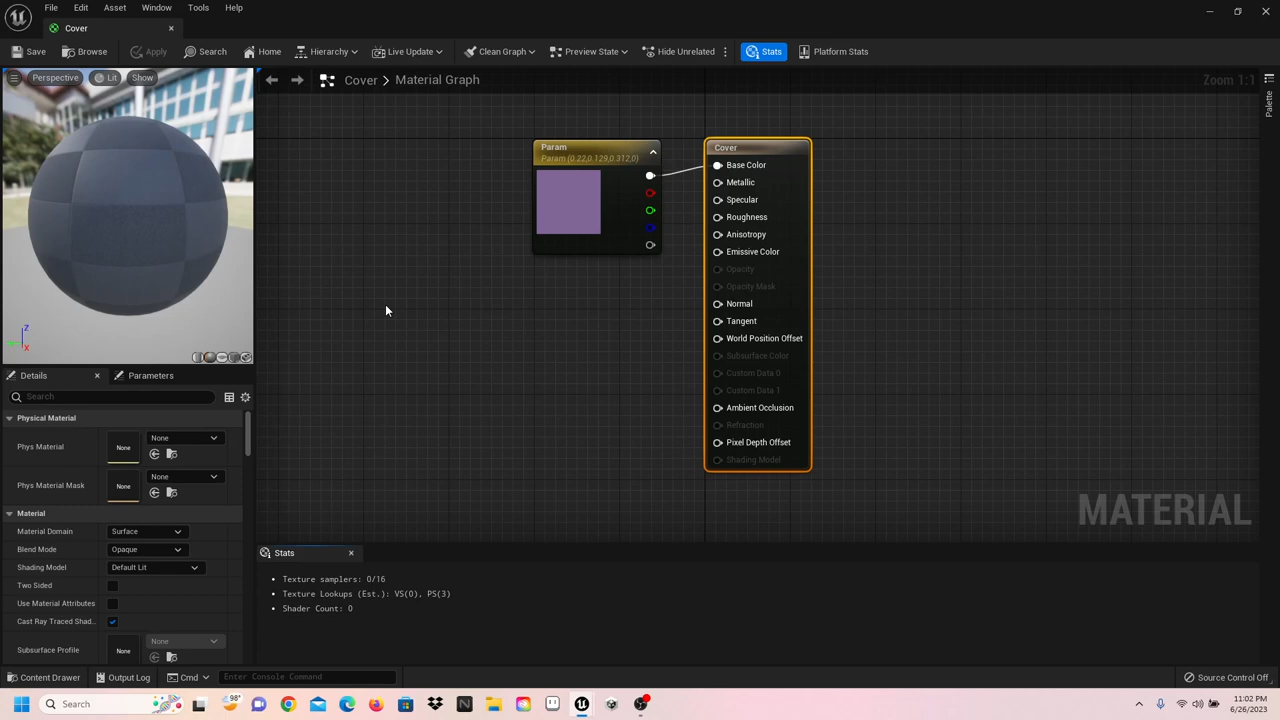 File Edit Asset Window Tools Help
Cover
Save Browse Apply Search Home Hierarchy Live Update Clean Graph Preview State Hide Unrelated Stats Platform Stats
Perspective Lit Show
Cover > Material Graph
Zoom 1:1
Palette
Param
Param (0.22,0.129,0.312,0)
Cover
Base Color
Metallic
Specular
Roughness
Anisotropy
Emissive Color
Opacity
Opacity Mask
Normal
Tangent
World Position Offset
Subsurface Color
Custom Data 0
Custom Data 1
Ambient Occlusion
Refraction
Pixel Depth Offset
Shading Model
MATERIAL
Z
X
Details Parameters
Search
Physical Material
Phys Material None None
Phys Material Mask None None
Material
Material Domain Surface
Blend Mode Opaque
Shading Model Default Lit
Two Sided
Use Material Attributes
Cast Ray Traced Shad..
Subsurface Profile None None
Stats
Texture samplers: 0/16
Texture Lookups (Est.): VS(0), PS(3)
Shader Count: 0
Content Drawer Output Log Cmd Enter Console Command Source Control Off
Search 98° 11:02 PM
6/26/2023